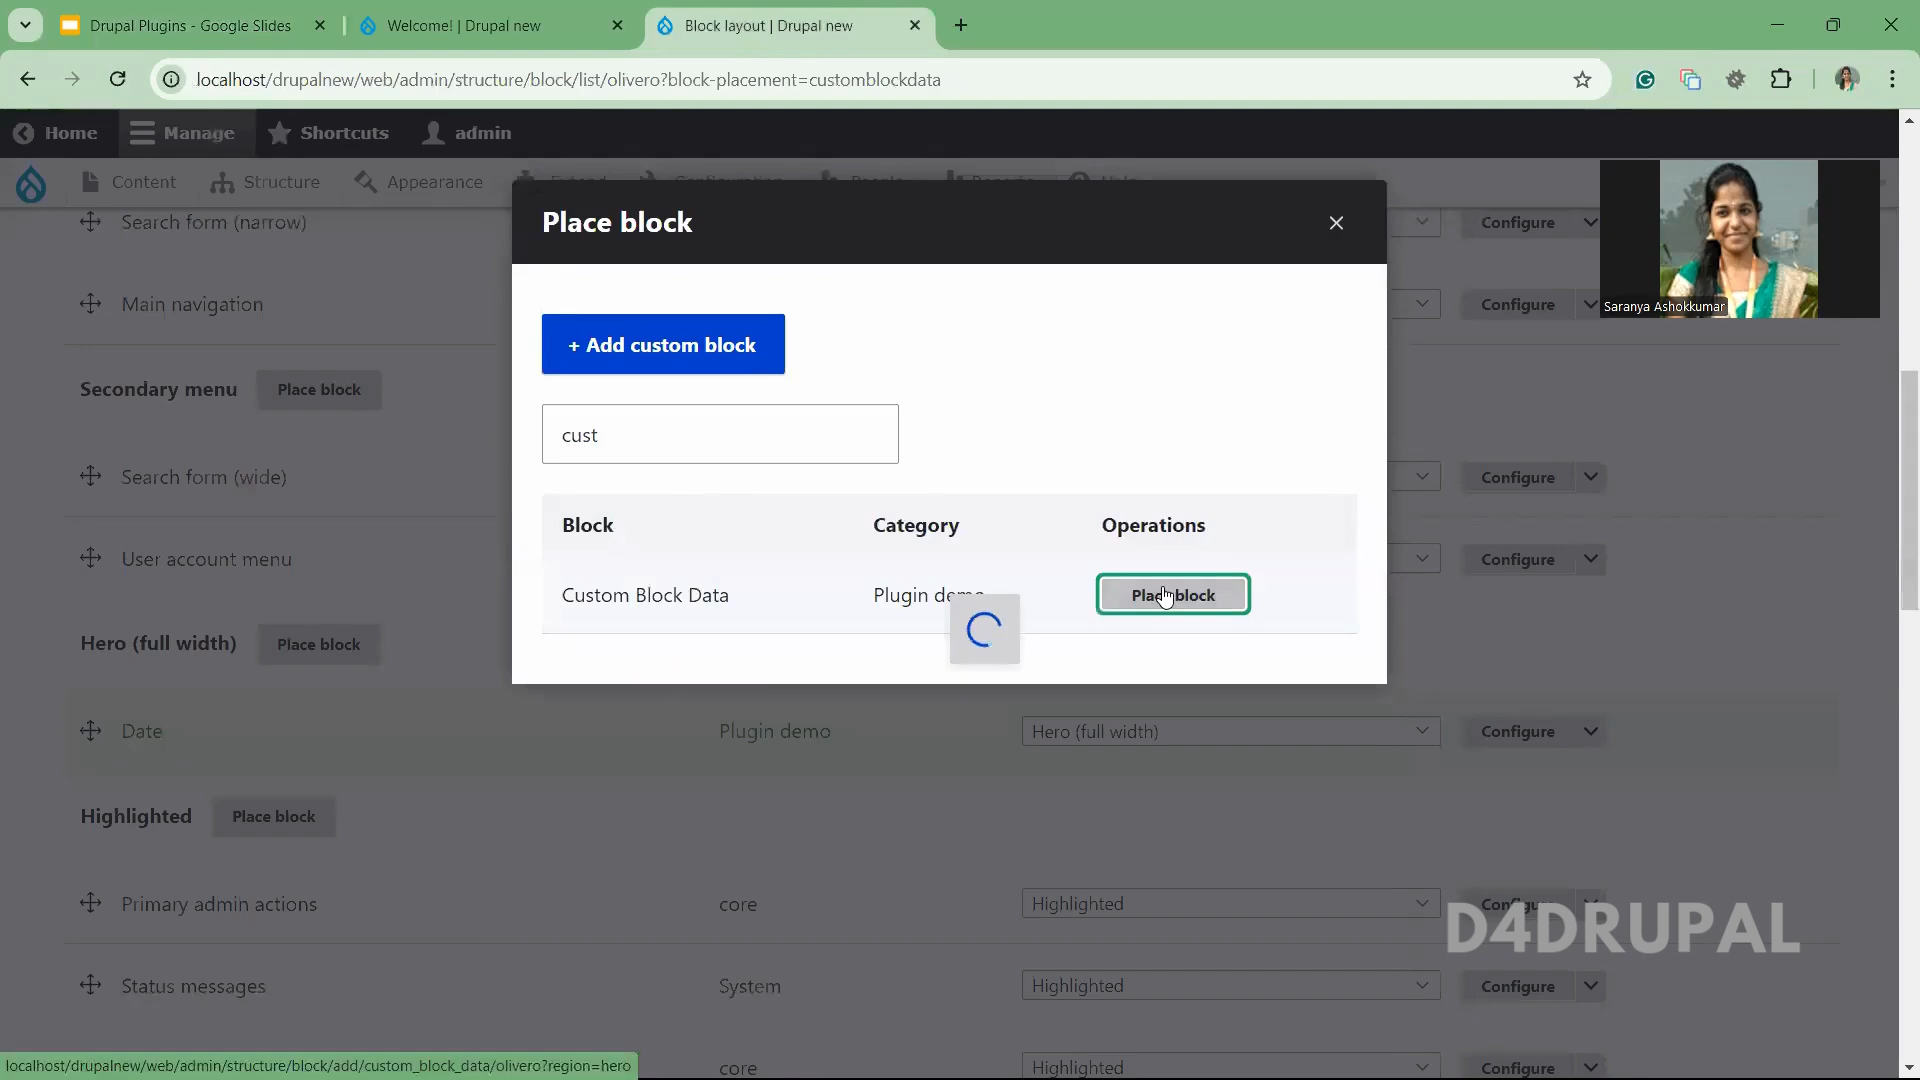 Drupal Plugins - Google Slides
Welcome! | Drupal new
Block layout | Drupal new
localhost/drupalnew/web/admin/structure/block/list/olivero?block-placement=customblockdata
Home
Manage
Shortcuts
admin
Content
Structure
Appearance
Search form (narrow)
Configure
Main navigation
Configure
Saranya Ashokkumar
Place block
+ Add custom block
cust
Block
Category
Operations
Custom Block Data
Plugin demo
Place block
Secondary menu
Place block
Search form (wide)
Configure
User account menu
Configure
Hero (full width)
Place block
Date
Plugin demo
Hero (full width)
Configure
Highlighted
Place block
Primary admin actions
core
Highlighted
Configure
D4DRUPAL
Status messages
System
Highlighted
Configure
core
Highlighted
Configure
localhost/drupalnew/web/admin/structure/block/add/custom_block_data/olivero?region=hero